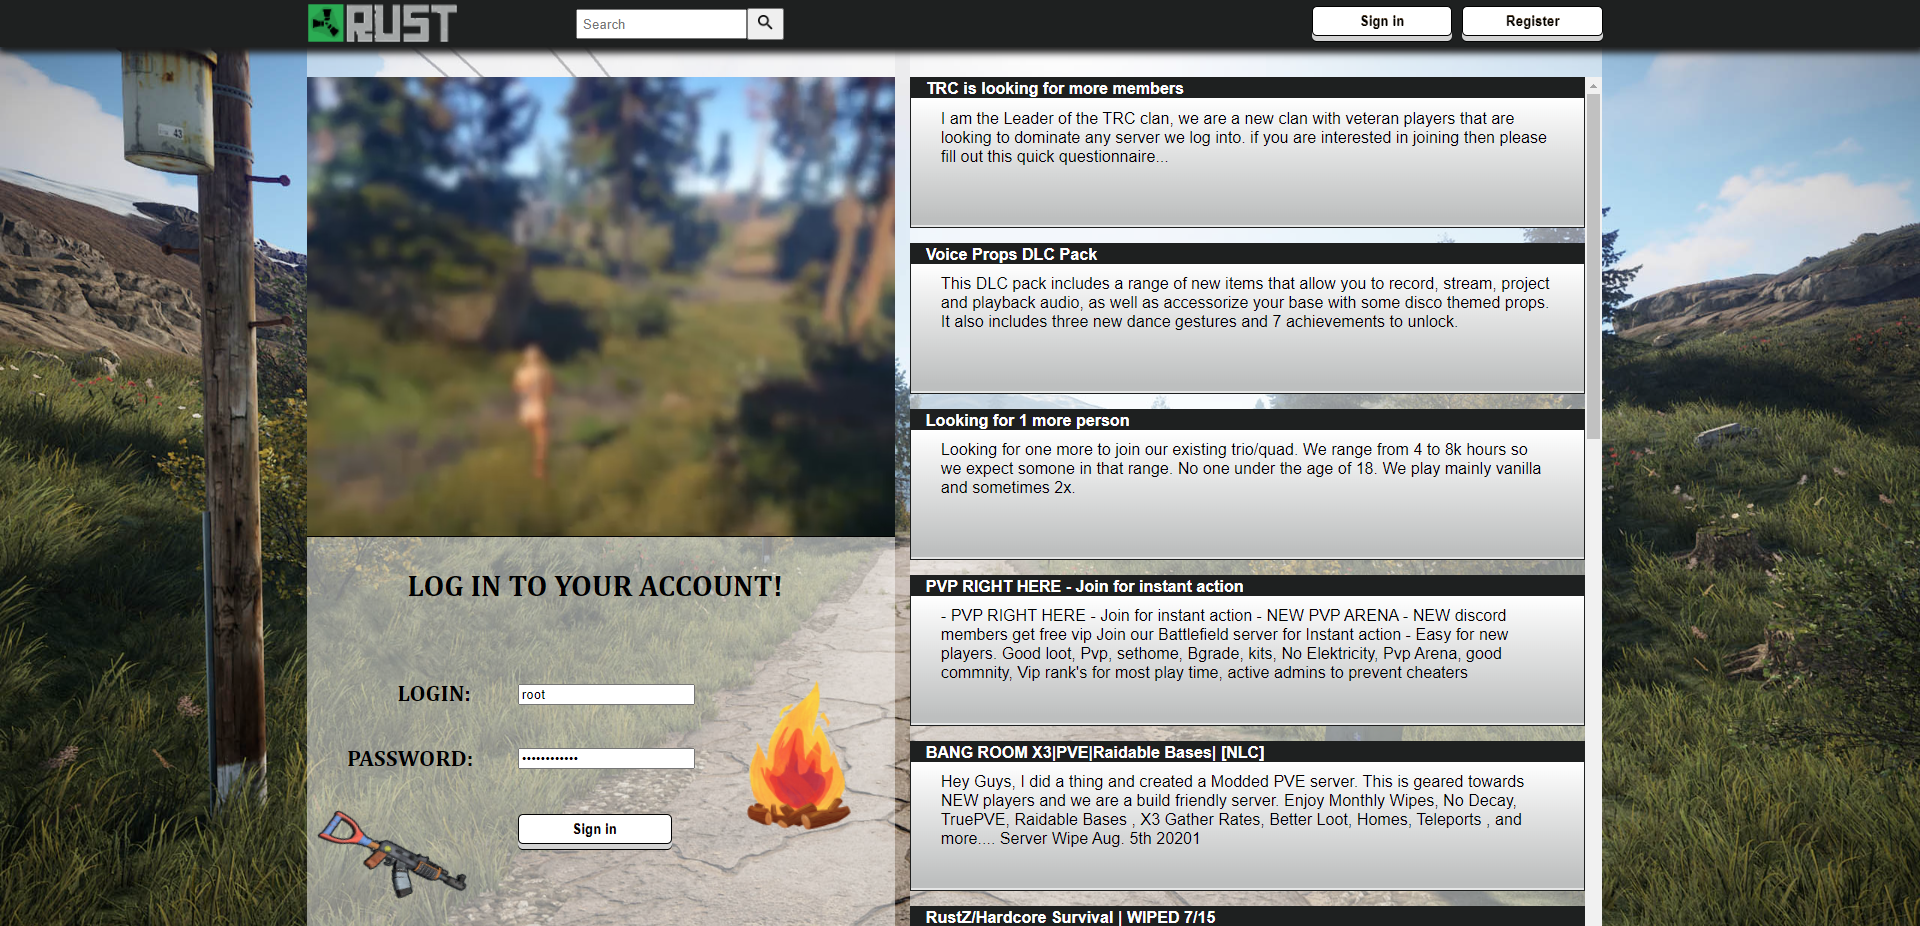 RUST
Search
Sign in
Register
43
LOG IN TO YOUR ACCOUNT!
LOGIN:
root
PASSWORD:
••••••••••••
Sign in
TRC is looking for more members
I am the Leader of the TRC clan, we are a new clan with veteran players that are
looking to dominate any server we log into. if you are interested in joining then please
fill out this quick questionnaire...
Voice Props DLC Pack
This DLC pack includes a range of new items that allow you to record, stream, project
and playback audio, as well as accessorize your base with some disco themed props.
It also includes three new dance gestures and 7 achievements to unlock.
Looking for 1 more person
Looking for one more to join our existing trio/quad. We range from 4 to 8k hours so
we expect somone in that range. No one under the age of 18. We play mainly vanilla
and sometimes 2x.
PVP RIGHT HERE - Join for instant action
- PVP RIGHT HERE - Join for instant action - NEW PVP ARENA - NEW discord
members get free vip Join our Battlefield server for Instant action - Easy for new
players. Good loot, Pvp, sethome, Bgrade, kits, No Elektricity, Pvp Arena, good
commnity, Vip rank's for most play time, active admins to prevent cheaters
BANG ROOM X3|PVE|Raidable Bases| [NLC]
Hey Guys, I did a thing and created a Modded PVE server. This is geared towards
NEW players and we are a build friendly server. Enjoy Monthly Wipes, No Decay,
TruePVE, Raidable Bases , X3 Gather Rates, Better Loot, Homes, Teleports , and
more.... Server Wipe Aug. 5th 20201
RustZ/Hardcore Survival | WIPED 7/15